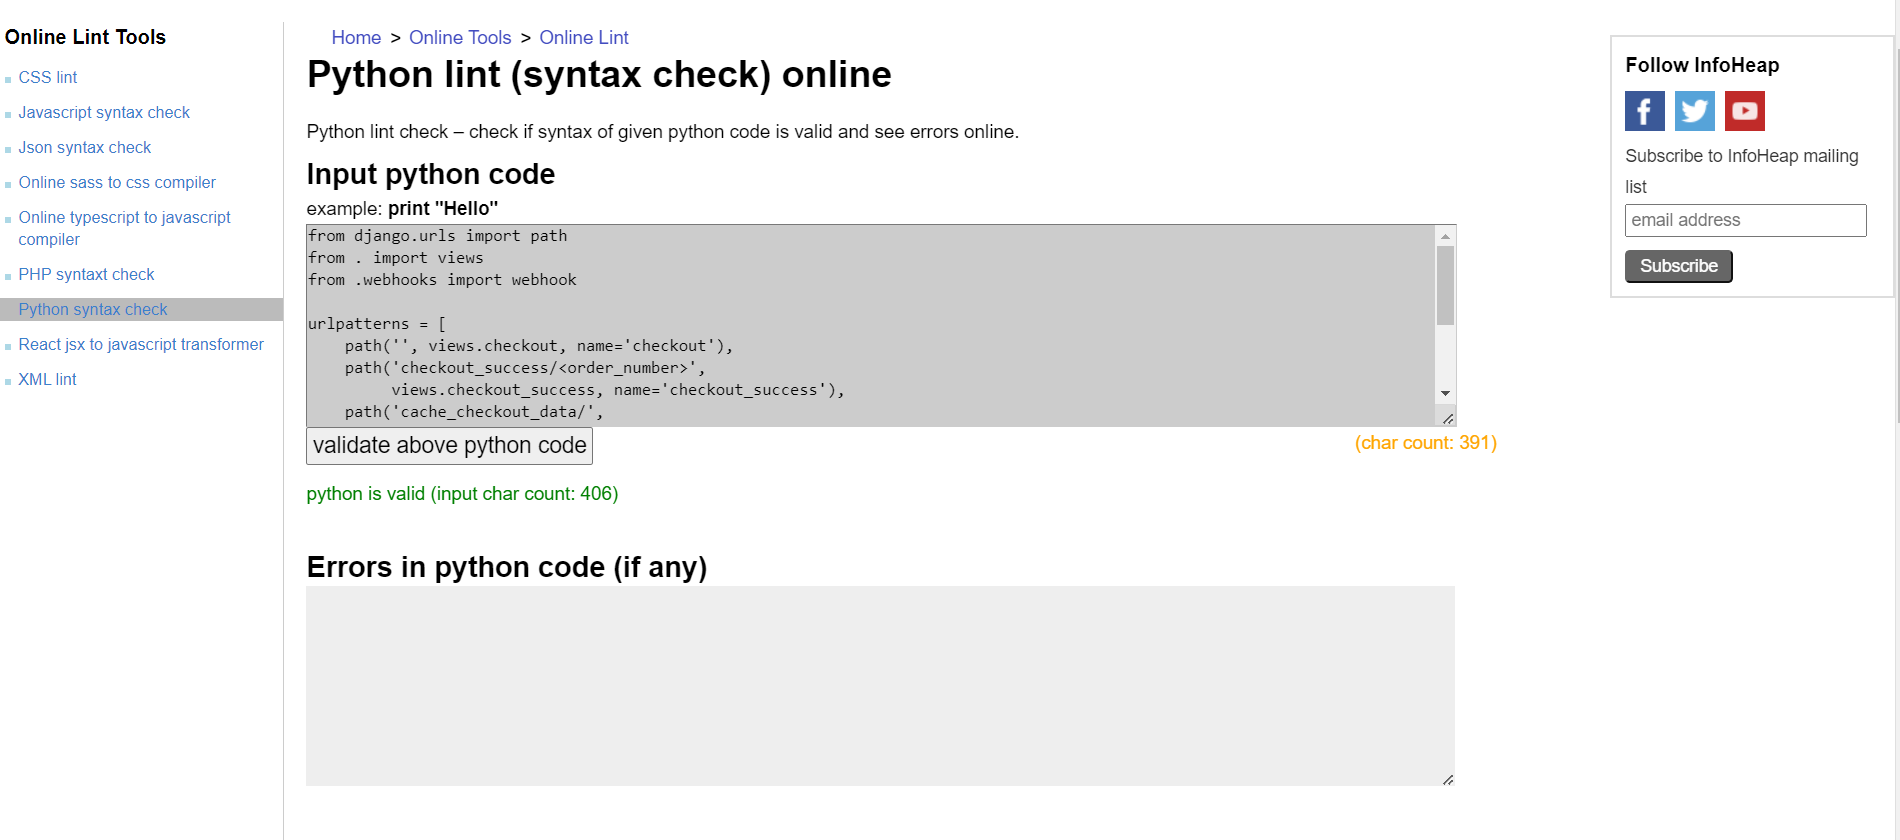 Online Lint Tools
CSS lint
Javascript syntax check
Json syntax check
Online sass to css compiler
Online typescript to javascript
compiler
PHP syntaxt check
Python syntax check
React jsx to javascript transformer
XML lint
Home > Online Tools > Online Lint
Python lint (syntax check) online
Python lint check – check if syntax of given python code is valid and see errors online.
Input python code
example: print "Hello"
from django.urls import path
from . import views
from .webhooks import webhook
urlpatterns = [
    path('', views.checkout, name='checkout'),
    path('checkout_success/<order_number>',
         views.checkout_success, name='checkout_success'),
    path('cache_checkout_data/',
validate above python code
(char count: 391)
python is valid (input char count: 406)
Errors in python code (if any)
Follow InfoHeap
Subscribe to InfoHeap mailing
list
email address
Subscribe